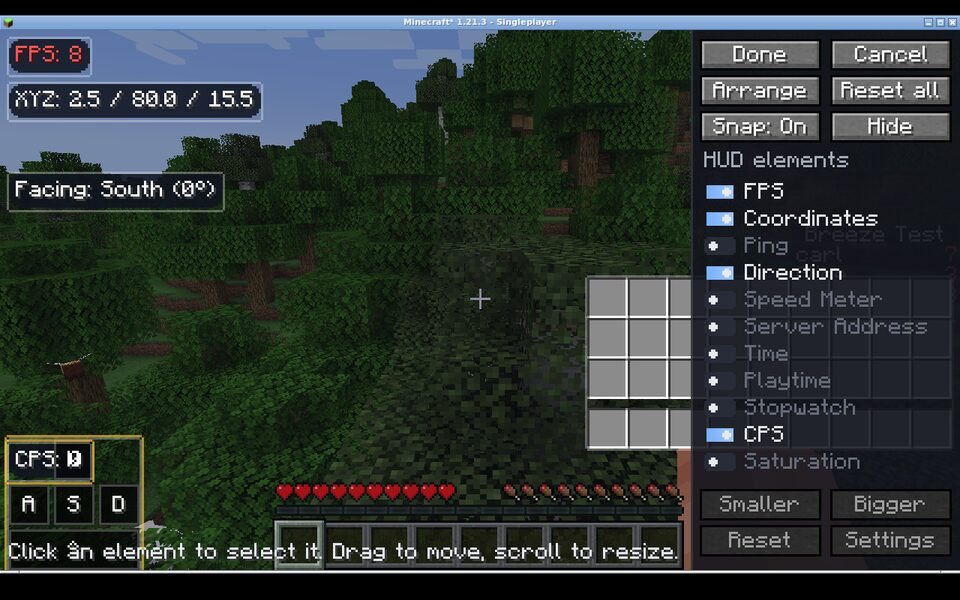 Minecraft* 1.21.3 - Singleplayer
FPS: 8
XYZ: 2.5 / 80.0 / 15.5
Facing: South (0°)
Done
Cancel
Arrange
Reset all
Snap: On
Hide
HUD elements
FPS
Coordinates
Ping
Breeze Test
carl
Direction
Speed Meter
Server Address
Time
Playtime
Stopwatch
CPS
Saturation
Smaller
Bigger
Reset
Settings
CPS: 0
A S D
Click an element to select it. Drag to move, scroll to resize.